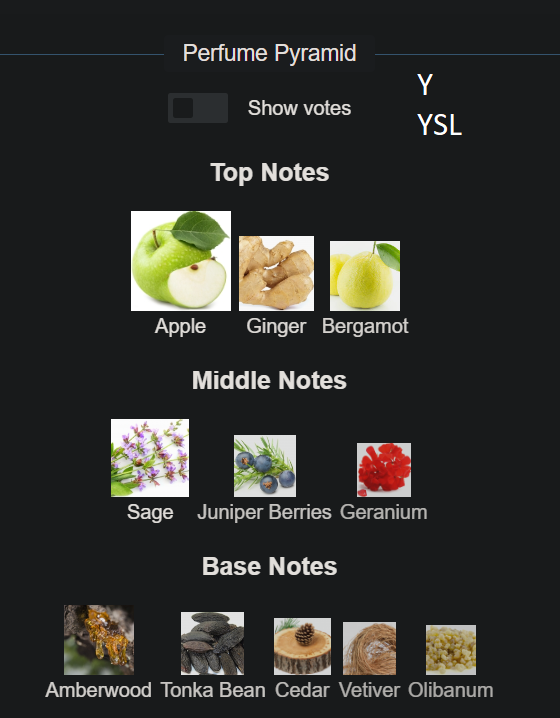 Perfume Pyramid
Y
Show votes
YSL
Top Notes
Apple Ginger Bergamot
Middle Notes
Sage Juniper Berries Geranium
Base Notes
Amberwood Tonka Bean Cedar Vetiver Olibanum